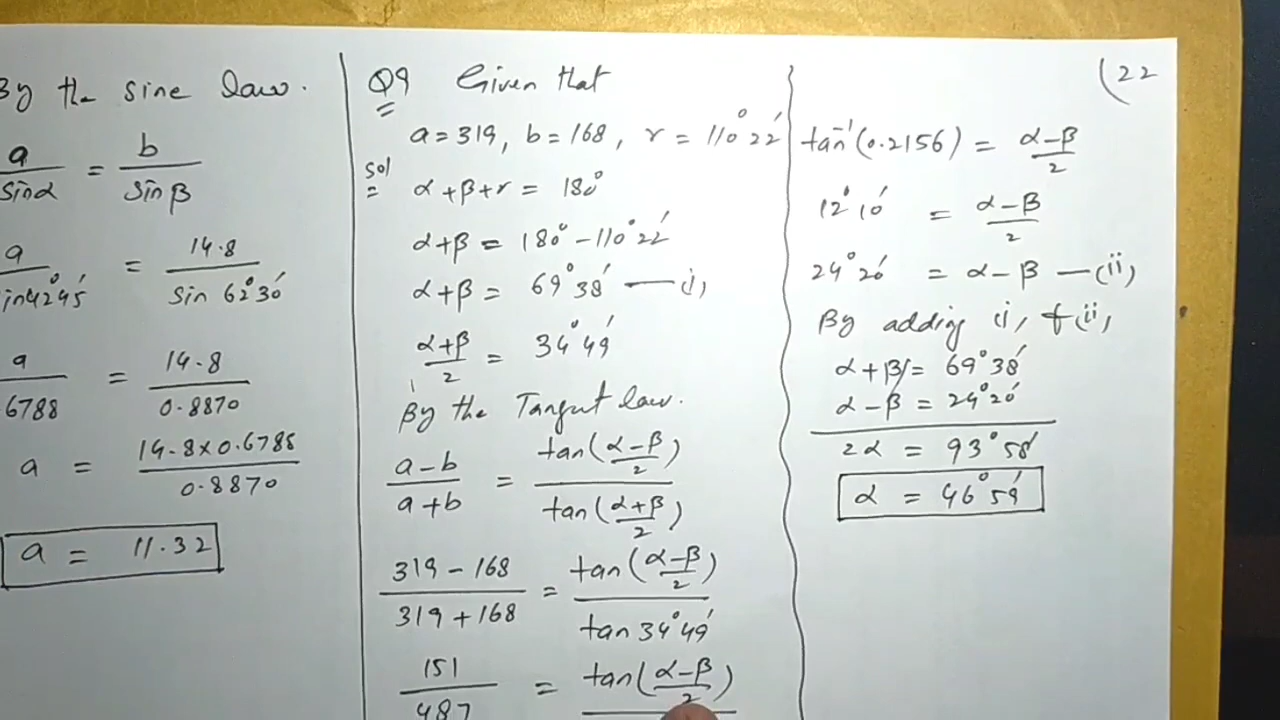 By the sine law.
a/sinα = b/sinβ
a/sin42°45′ = 14.8/sin 62°30′
a/.6788 = 14.8/0.8870
a = 14.8×0.6788/0.8870
a = 11.32
Q9 Given that
a = 319, b = 168, r = 110°22′
Sol
α+β+r = 180°
α+β = 180°-110°22′
α+β = 69°38′ —(i)
α+β/2 = 34°49′
By the Tangent law.
a-b/a+b = tan(α-β/2)/tan(α+β/2)
319-168/319+168 = tan(α-β/2)/tan34°49′
151/487 = tan(α-β/2)
(22
tan⁻¹(0.2156) = α-β/2
12°10′ = α-β/2
24°20′ = α-β —(ii)
By adding (i) & (ii)
α+β = 69°38′
α-β = 24°20′
2α = 93°58′
α = 46°59′